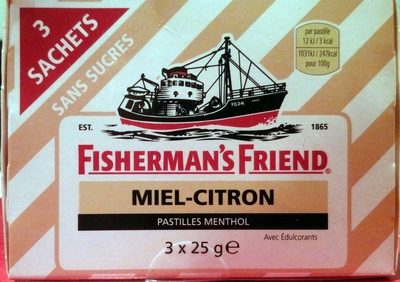 3
SACHETS
SANS SUCRES
par pastille
12 kJ / 3 kcal
1031kJ / 247kcal
pour 100g
EST. 1865
FISHERMAN'S FRIEND®
MIEL-CITRON
PASTILLES MENTHOL
3 x 25 g e
Avec Édulcorants